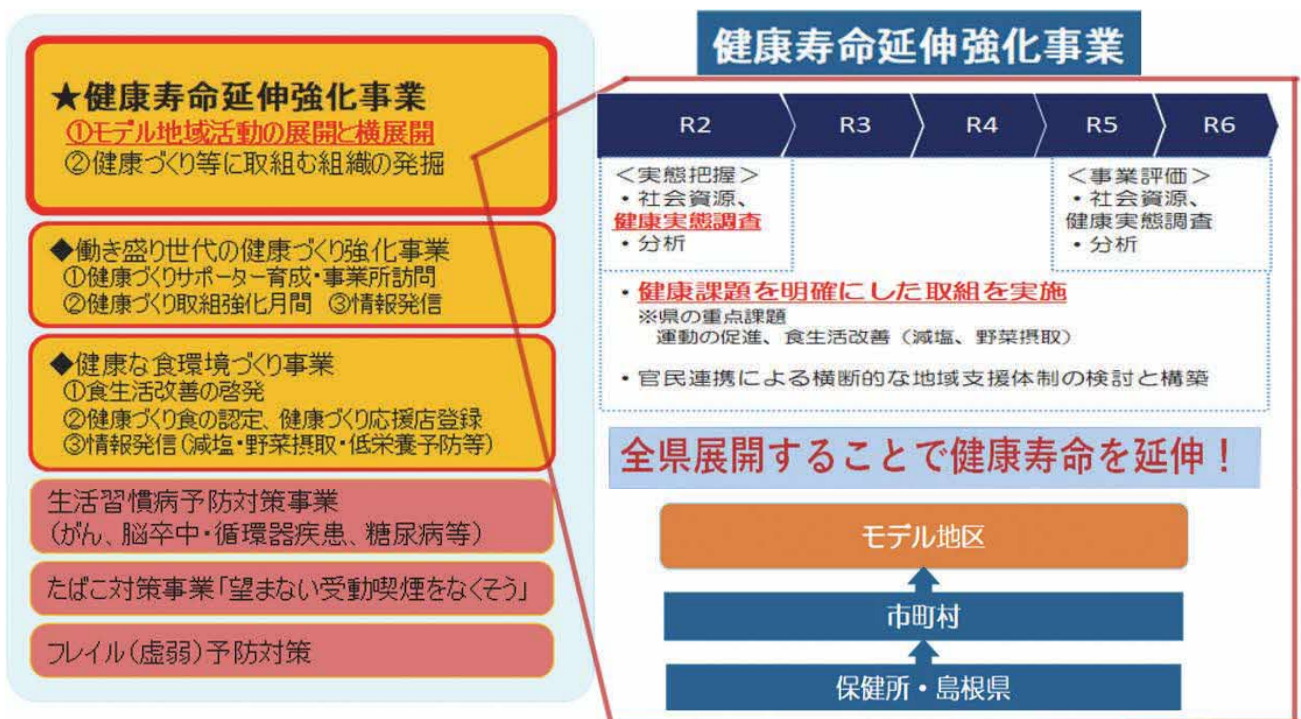 ★健康寿命延伸強化事業
①モデル地域活動の展開と横展開
②健康づくり等に取組む組織の発掘
◆働き盛り世代の健康づくり強化事業
①健康づくりサポーター育成・事業所訪問
②健康づくり取組強化月間 ③情報発信
◆健康な食環境づくり事業
①食生活改善の啓発
②健康づくり食の認定、健康づくり応援店登録
③情報発信(減塩・野菜摂取・低栄養予防等)
生活習慣病予防対策事業
(がん、脳卒中・循環器疾患、糖尿病等)
たばこ対策事業「望まない受動喫煙をなくそう」
フレイル(虚弱)予防対策
健康寿命延伸強化事業
R2 R3 R4 R5 R6
＜実態把握＞
・社会資源、
健康実態調査
・分析
＜事業評価＞
・社会資源、
健康実態調査
・分析
・健康課題を明確にした取組を実施
※県の重点課題
運動の促進、食生活改善（減塩、野菜摂取）
・官民連携による横断的な地域支援体制の検討と構築
全県展開することで健康寿命を延伸！
モデル地区
市町村
保健所・島根県